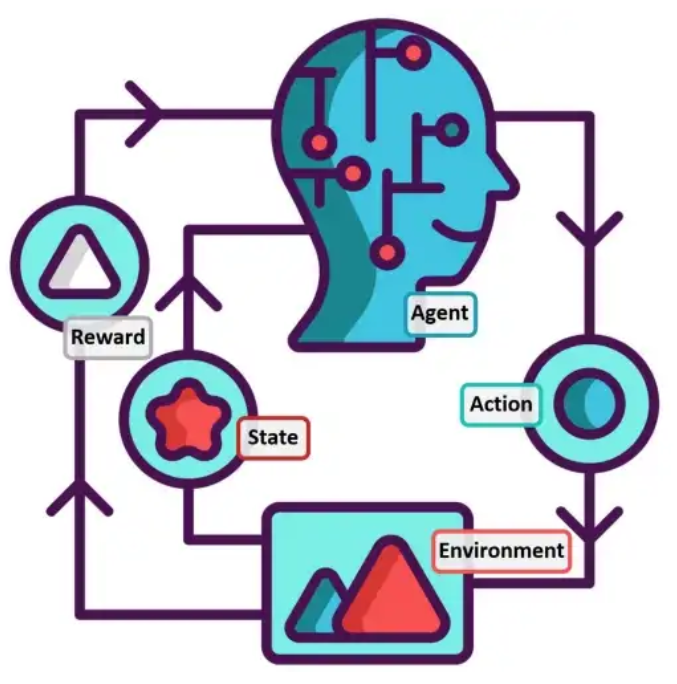 Agent
Reward
Action
State
Environment